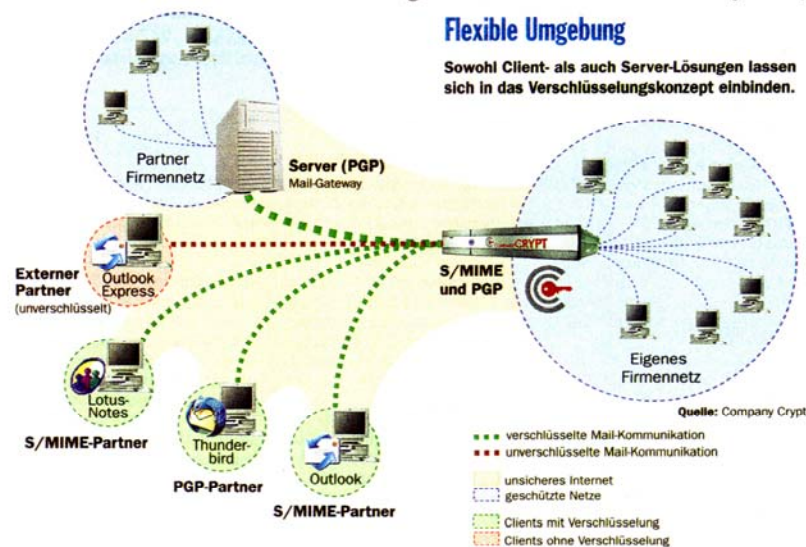 Flexible Umgebung
Sowohl Client- als auch Server-Lösungen lassen
sich in das Verschlüsselungskonzept einbinden.
Partner
Firmennetz
Server (PGP)
Mail-Gateway
CRYPT
S/MIME
und PGP
Externer
Partner
(unverschlüsselt)
Outlook
Express
Eigenes
Firmennetz
Lotus-
Notes
S/MIME-Partner
Thunder-
bird
PGP-Partner
Outlook
S/MIME-Partner
Quelle: Company Crypt
verschlüsselte Mail-Kommunikation
unverschlüsselte Mail-Kommunikation
unsicheres Internet
geschützte Netze
Clients mit Verschlüsselung
Clients ohne Verschlüsselung